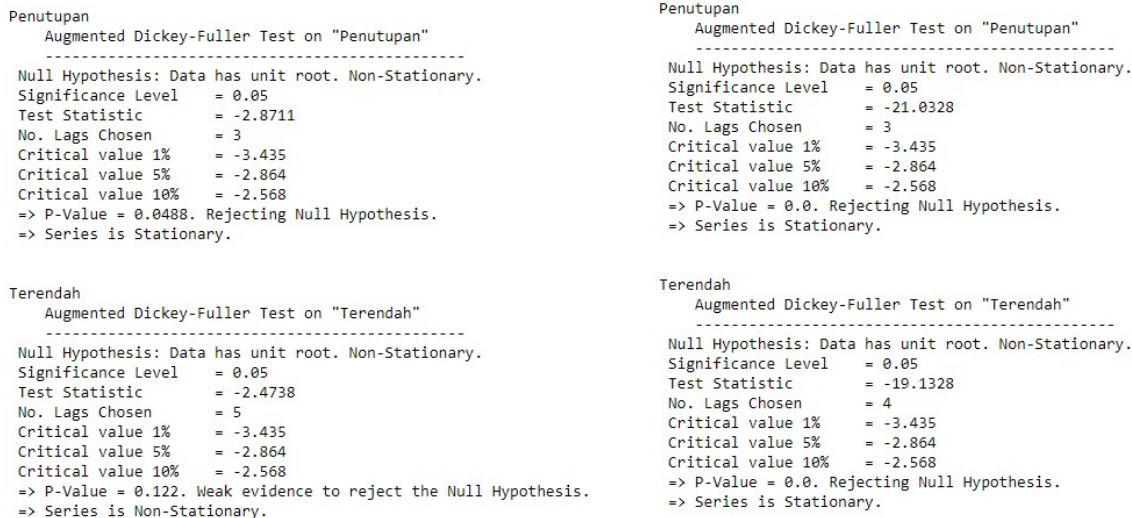 Penutupan
Augmented Dickey-Fuller Test on "Penutupan"
-----------------------------------------------
Null Hypothesis: Data has unit root. Non-Stationary.
Significance Level = 0.05
Test Statistic = -2.8711
No. Lags Chosen = 3
Critical value 1% = -3.435
Critical value 5% = -2.864
Critical value 10% = -2.568
=> P-Value = 0.0488. Rejecting Null Hypothesis.
=> Series is Stationary.
Terendah
Augmented Dickey-Fuller Test on "Terendah"
-----------------------------------------------
Null Hypothesis: Data has unit root. Non-Stationary.
Significance Level = 0.05
Test Statistic = -2.4738
No. Lags Chosen = 5
Critical value 1% = -3.435
Critical value 5% = -2.864
Critical value 10% = -2.568
=> P-Value = 0.122. Weak evidence to reject the Null Hypothesis.
=> Series is Non-Stationary.
Penutupan
Augmented Dickey-Fuller Test on "Penutupan"
-----------------------------------------------
Null Hypothesis: Data has unit root. Non-Stationary.
Significance Level = 0.05
Test Statistic = -21.0328
No. Lags Chosen = 3
Critical value 1% = -3.435
Critical value 5% = -2.864
Critical value 10% = -2.568
=> P-Value = 0.0. Rejecting Null Hypothesis.
=> Series is Stationary.
Terendah
Augmented Dickey-Fuller Test on "Terendah"
-----------------------------------------------
Null Hypothesis: Data has unit root. Non-Stationary.
Significance Level = 0.05
Test Statistic = -19.1328
No. Lags Chosen = 4
Critical value 1% = -3.435
Critical value 5% = -2.864
Critical value 10% = -2.568
=> P-Value = 0.0. Rejecting Null Hypothesis.
=> Series is Stationary.